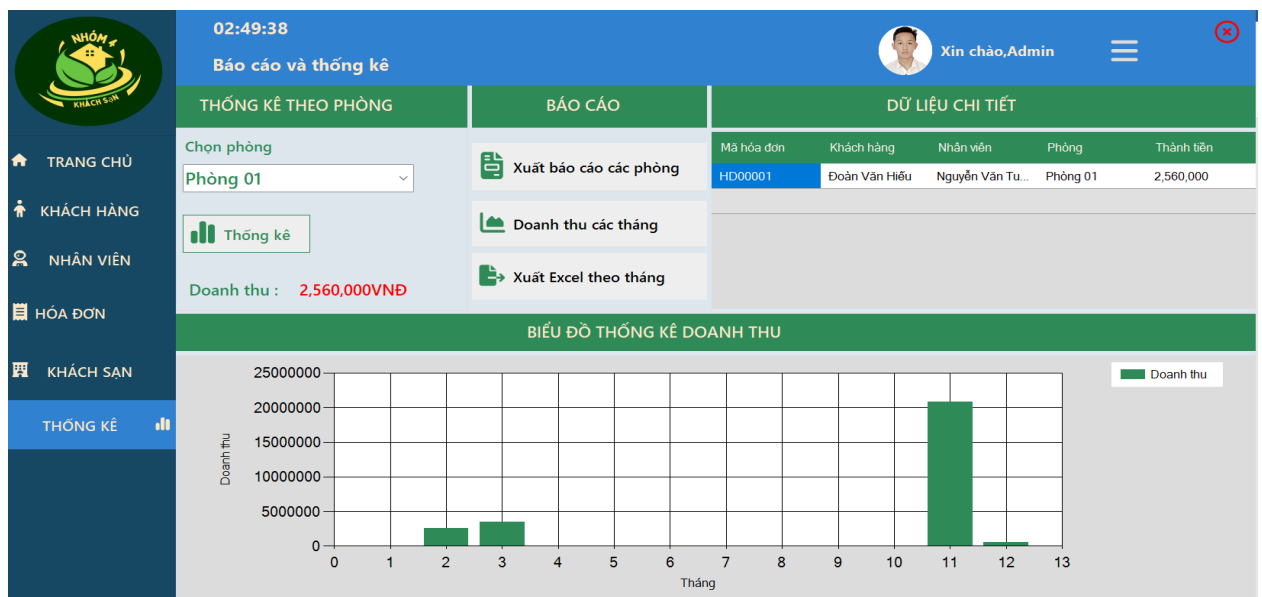 NHÓM 4
KHÁCH SẠN
02:49:38
Báo cáo và thống kê
Xin chào,Admin
TRANG CHỦ
KHÁCH HÀNG
NHÂN VIÊN
HÓA ĐƠN
KHÁCH SẠN
THỐNG KÊ
THỐNG KÊ THEO PHÒNG
Chọn phòng
Phòng 01
Thống kê
Doanh thu : 2,560,000VNĐ
BÁO CÁO
Xuất báo cáo các phòng
Doanh thu các tháng
Xuất Excel theo tháng
DỮ LIỆU CHI TIẾT
Mã hóa đơn Khách hàng Nhân viên Phòng Thành tiền
HD00001 Đoàn Văn Hiếu Nguyễn Văn Tu... Phòng 01 2,560,000
BIỂU ĐỒ THỐNG KÊ DOANH THU
Doanh thu
25000000
20000000
15000000
10000000
5000000
0
Doanh thu
0 1 2 3 4 5 6 7 8 9 10 11 12 13
Tháng